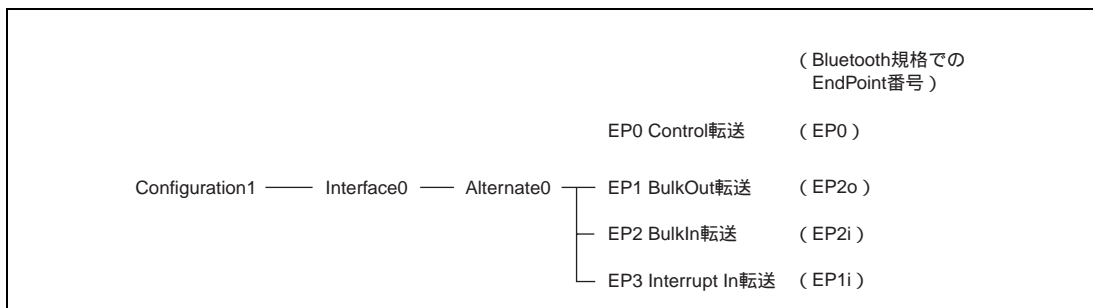 （Bluetooth規格での
EndPoint番号）
EP0 Control転送 （EP0）
Configuration1 Interface0 Alternate0 EP1 BulkOut転送 （EP2o）
EP2 BulkIn転送 （EP2i）
EP3 Interrupt In転送 （EP1i）